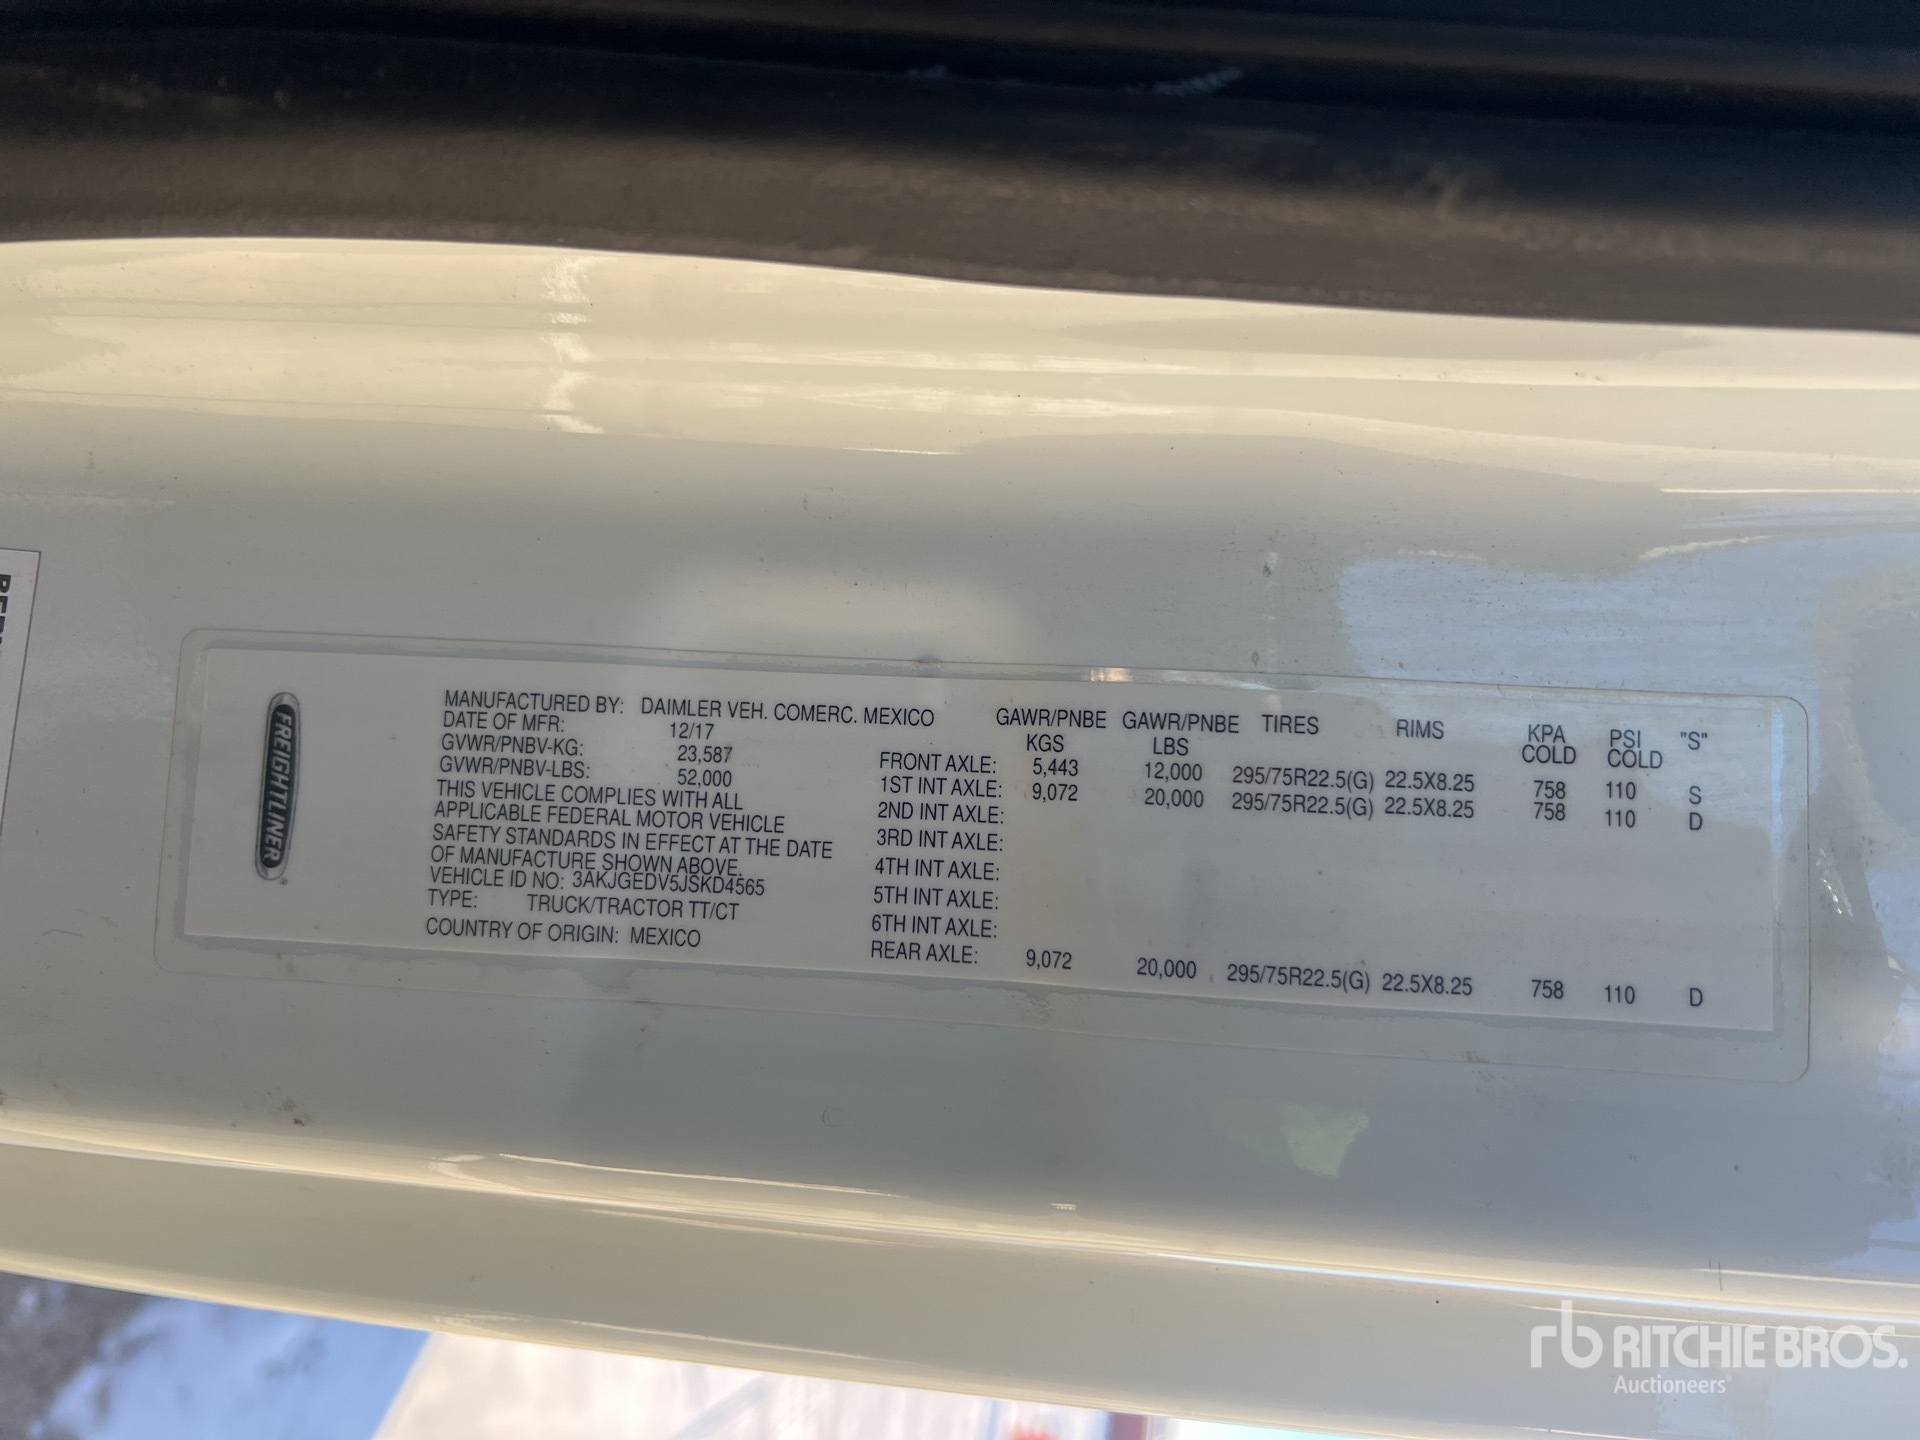 FREIGHTLINER
MANUFACTURED BY: DAIMLER VEH. COMERC. MEXICO
DATE OF MFR: 12/17
GVWR/PNBV-KG: 23,587
GVWR/PNBV-LBS: 52,000
THIS VEHICLE COMPLIES WITH ALL
APPLICABLE FEDERAL MOTOR VEHICLE
SAFETY STANDARDS IN EFFECT AT THE DATE
OF MANUFACTURE SHOWN ABOVE.
VEHICLE ID NO: 3AKJGEDV5JSKD4565
TYPE: TRUCK/TRACTOR TT/CT
COUNTRY OF ORIGIN: MEXICO
GAWR/PNBE GAWR/PNBE TIRES RIMS KPA PSI "S"
KGS LBS COLD COLD
FRONT AXLE: 5,443 12,000 295/75R22.5(G) 22.5X8.25 758 110 S
1ST INT AXLE: 9,072 20,000 295/75R22.5(G) 22.5X8.25 758 110 D
2ND INT AXLE:
3RD INT AXLE:
4TH INT AXLE:
5TH INT AXLE:
6TH INT AXLE:
REAR AXLE: 9,072 20,000 295/75R22.5(G) 22.5X8.25 758 110 D
rb RITCHIE BROS.
Auctioneers